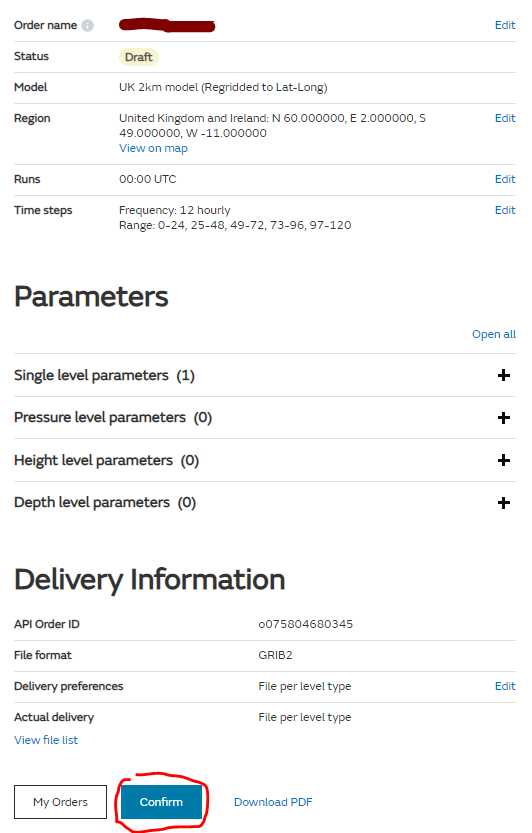 Order name Edit
Status Draft
Model UK 2km model (Regridded to Lat-Long)
Region United Kingdom and Ireland: N 60.000000, E 2.000000, S Edit
49.000000, W -11.000000
View on map
Runs 00:00 UTC Edit
Time steps Frequency: 12 hourly Edit
Range: 0-24, 25-48, 49-72, 73-96, 97-120
Parameters
Open all
Single level parameters (1)
Pressure level parameters (0)
Height level parameters (0)
Depth level parameters (0)
Delivery Information
API Order ID o075804680345
File format GRIB2
Delivery preferences File per level type Edit
Actual delivery File per level type
View file list
My Orders Confirm Download PDF